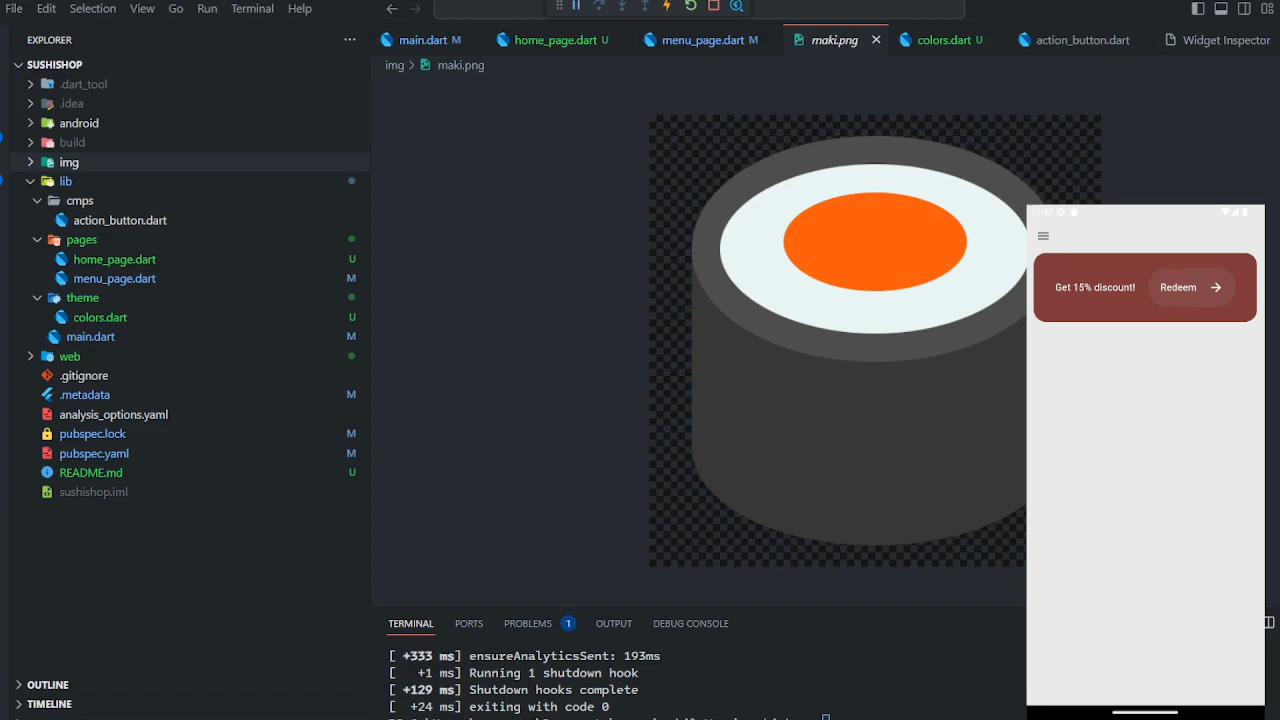 File Edit Selection View Go Run Terminal Help
EXPLORER
main.dart M
home_page.dart U
menu_page.dart M
maki.png
colors.dart U
action_button.dart
Widget Inspector
SUSHISHOP
img
maki.png
.dart_tool
.idea
android
build
img
lib
cmps
action_button.dart
pages
home_page.dart U
menu_page.dart M
theme
colors.dart U
main.dart M
web
.gitignore
.metadata M
analysis_options.yaml
pubspec.lock M
pubspec.yaml M
README.md U
sushishop.iml
OUTLINE
TIMELINE
Get 15% discount! Redeem
TERMINAL PORTS PROBLEMS 1 OUTPUT DEBUG CONSOLE
[ +333 ms] ensureAnalyticsSent: 193ms
[ +1 ms] Running 1 shutdown hook
[ +129 ms] Shutdown hooks complete
[ +24 ms] exiting with code 0